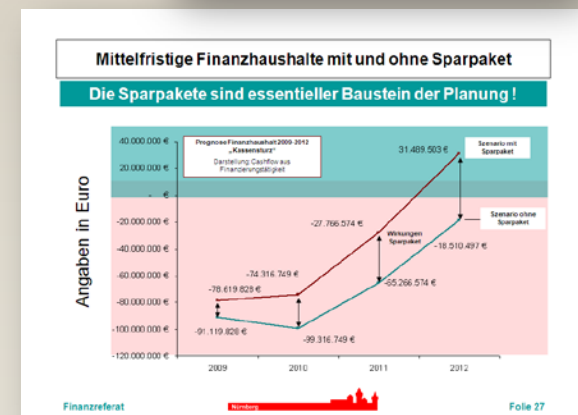 Mittelfristige Finanzhaushalte mit und ohne Sparpaket
Die Sparpakete sind essentieller Baustein der Planung !
Angaben in Euro
40.000.000 €
20.000.000 €
- €
-20.000.000 €
-40.000.000 €
-60.000.000 €
-80.000.000 €
-100.000.000 €
-120.000.000 €
Prognose Finanzhaushalt 2009-2012
„Kassensturz“
Darstellung: Cashflow aus
Finanzierungstätigkeit
31.489.503 €
Szenario mit
Sparpaket
-27.766.574 €
Wirkungen
Sparpaket
Szenario ohne
Sparpaket
-18.510.497 €
-74.316.749 €
-78.619.828 €
-65.266.574 €
-91.119.828 €
-99.316.749 €
2009
2010
2011
2012
Finanzreferat
Nürnberg
Folie 27